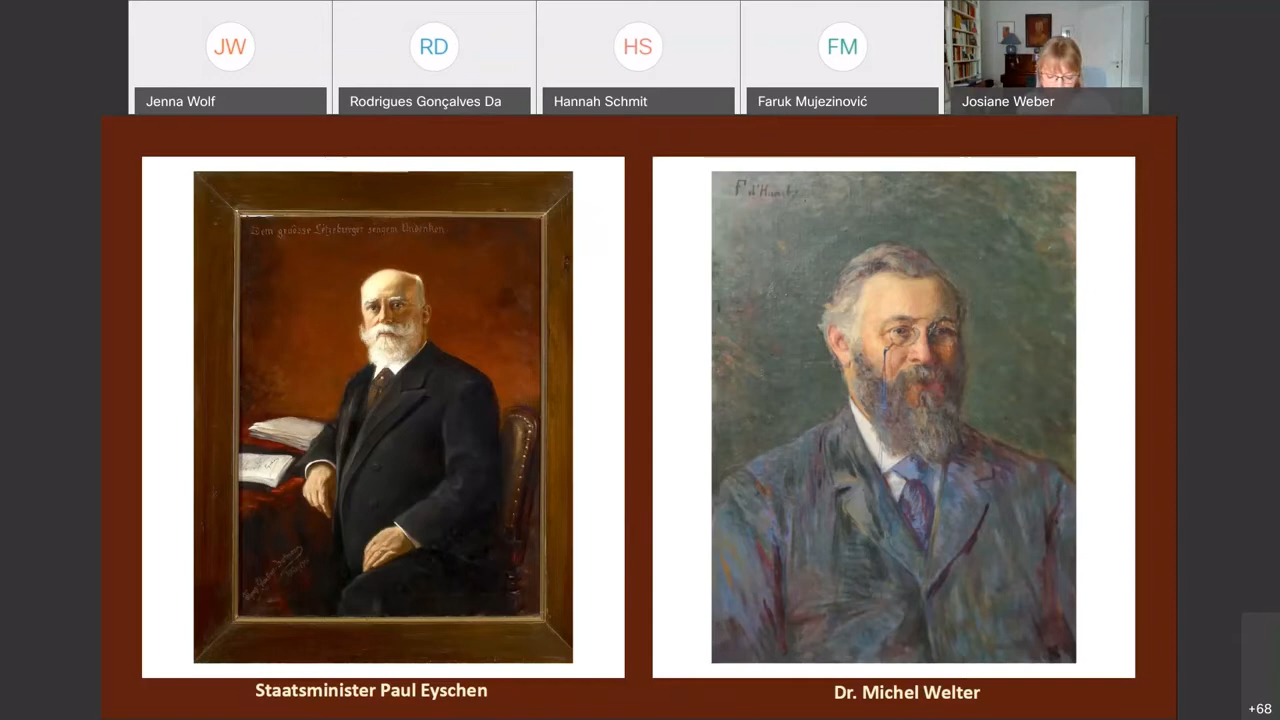 JW
RD
HS
FM
Jenna Wolf
Rodrigues Gonçalves Da
Hannah Schmit
Faruk Mujezinović
Josiane Weber
Staatsminister Paul Eyschen
Dr. Michel Welter
+68